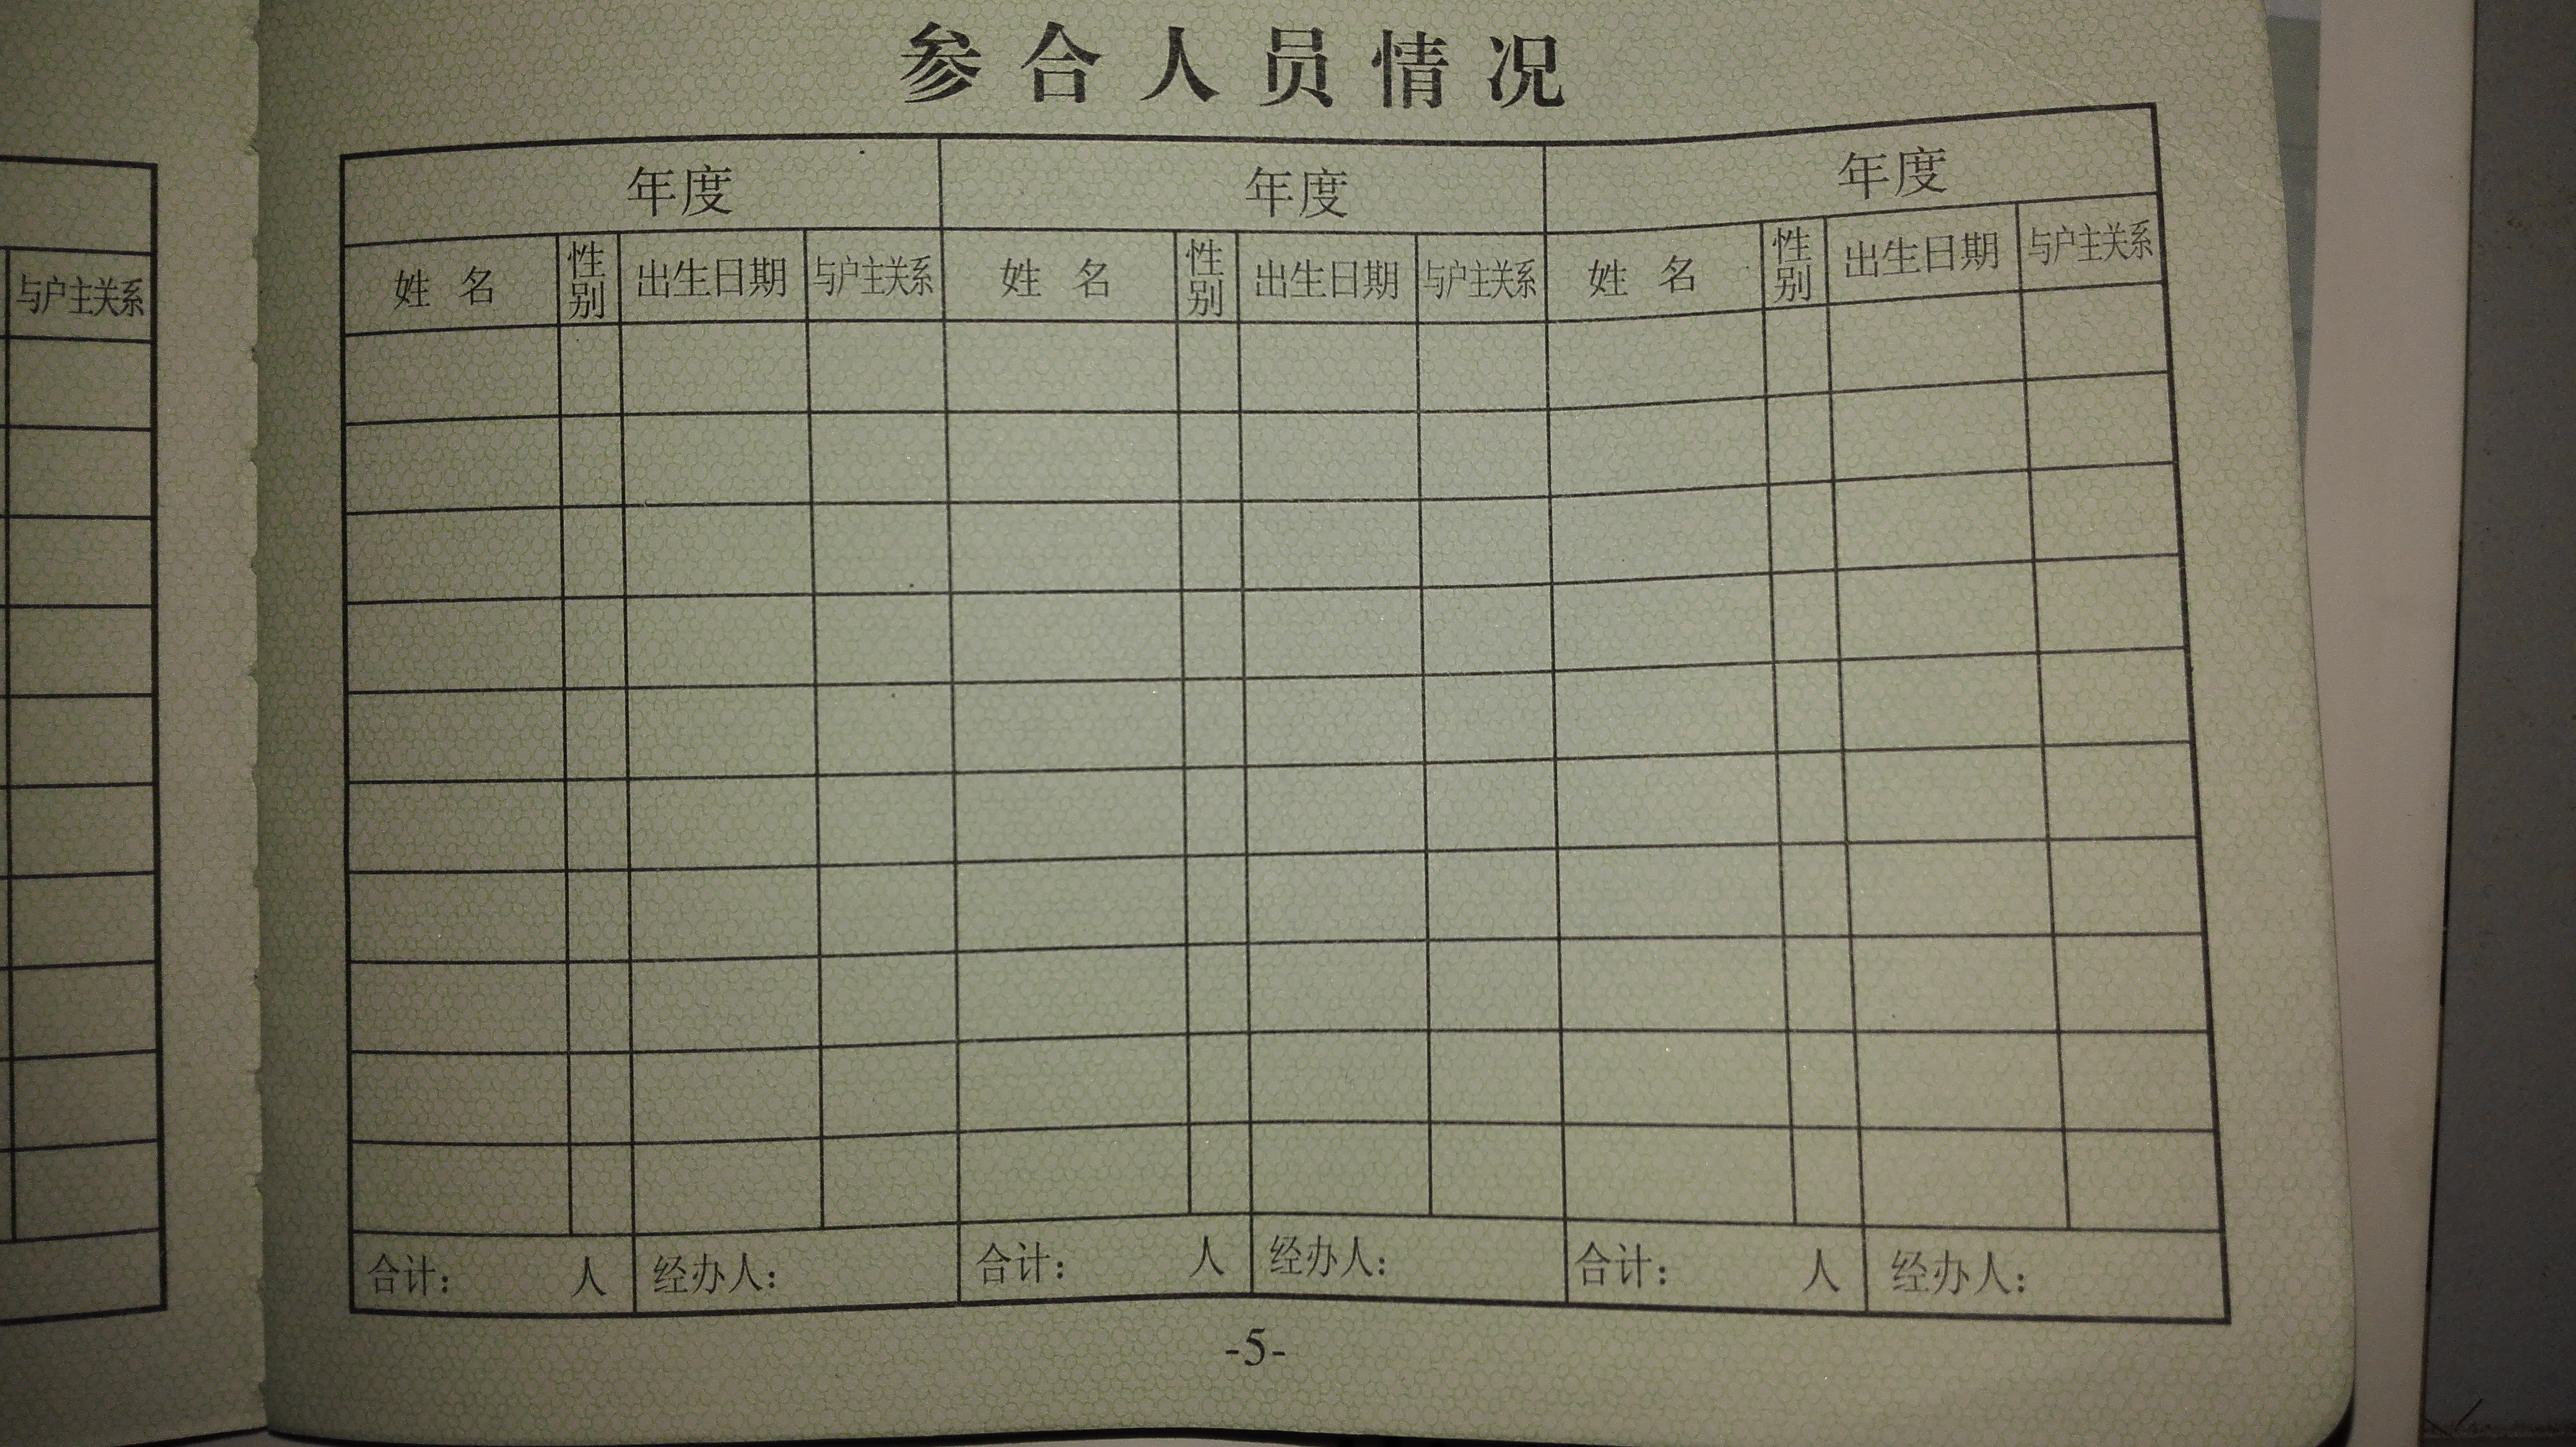 参合人员情况
年度 年度 年度
与户主关系
姓名 性别 出生日期 与户主关系 姓名 性别 出生日期 与户主关系 姓名 性别 出生日期 与户主关系
合计： 人 经办人： 合计： 人 经办人： 合计： 人 经办人：
-5-